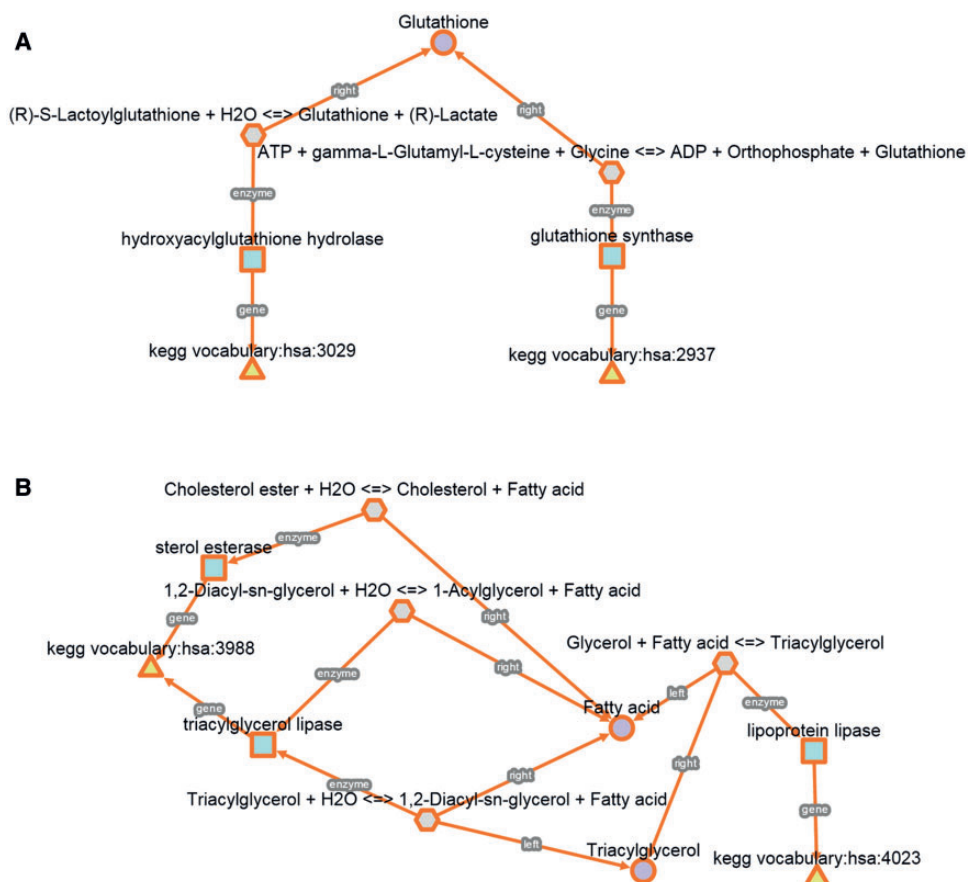 A
Glutathione
right
right
(R)-S-Lactoylglutathione + H2O <=> Glutathione + (R)-Lactate
ATP + gamma-L-Glutamyl-L-cysteine + Glycine <=> ADP + Orthophosphate + Glutathione
enzyme
enzyme
hydroxyacylglutathione hydrolase
glutathione synthase
gene
gene
kegg vocabulary:hsa:3029
kegg vocabulary:hsa:2937
B
Cholesterol ester + H2O <=> Cholesterol + Fatty acid
enzyme
sterol esterase
1,2-Diacyl-sn-glycerol + H2O <=> 1-Acylglycerol + Fatty acid
gene
right
kegg vocabulary:hsa:3988
Glycerol + Fatty acid <=> Triacylglycerol
enzyme
right
left
enzyme
gene
Fatty acid
triacylglycerol lipase
lipoprotein lipase
right
right
enzyme
Triacylglycerol + H2O <=> 1,2-Diacyl-sn-glycerol + Fatty acid
gene
left
Triacylglycerol
kegg vocabulary:hsa:4023